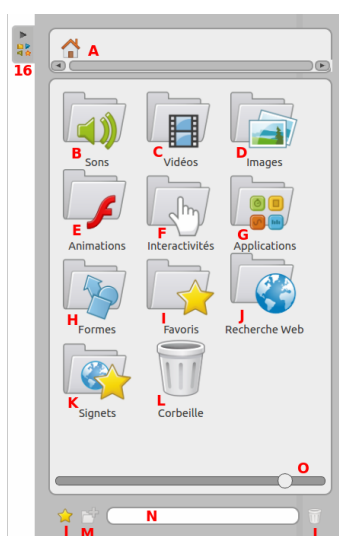 16
A
B C D
Sons Vidéos Images
E F G
Animations Interactivités Applications
H I J
Formes Favoris Recherche Web
K L
Signets Corbeille
O
N
I M L